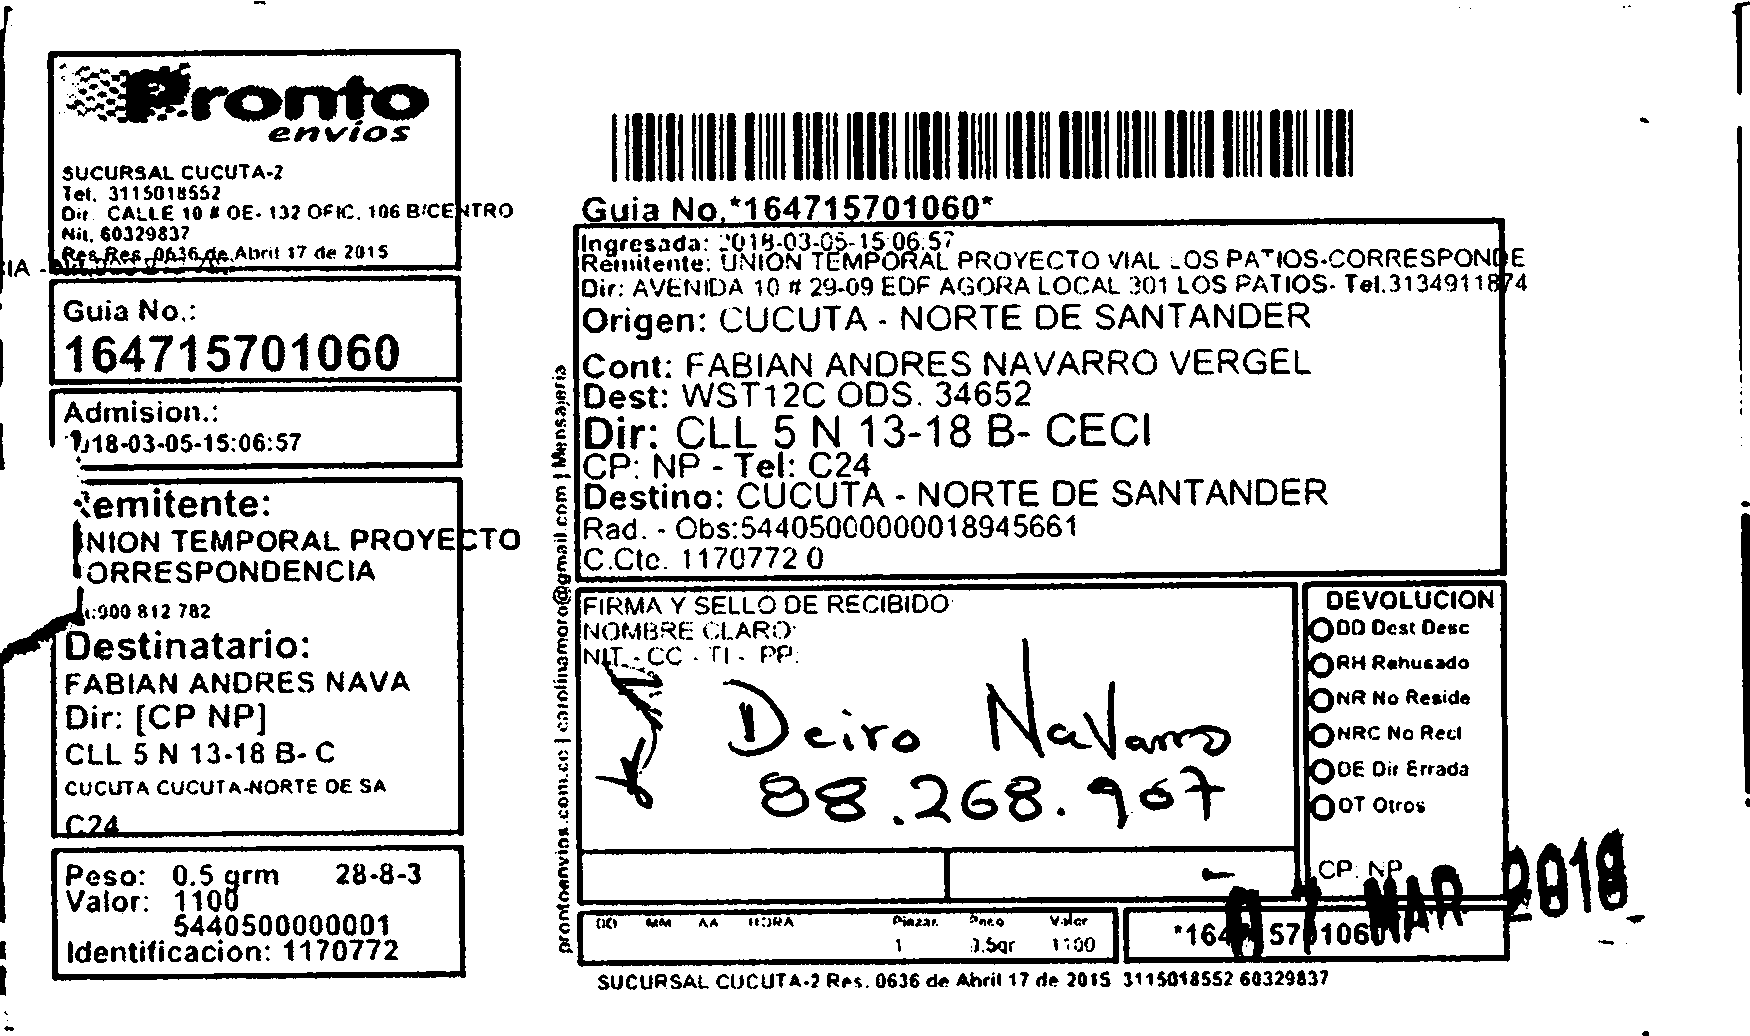 Pronto
envíos
SUCURSAL CUCUTA-2
Tel. 3115018552
Dir. CALLE 10 # OE- 132 OFIC. 106 B/CENTRO
Nit. 60329837
Res.Res. 0636 de Abril 17 de 2015
Guia No.:
164715701060
Admision.:
018-03-05-15:06:57
Remitente:
NION TEMPORAL PROYECTO
ORRESPONDENCIA
900 812 782
Destinatario:
FABIAN ANDRES NAVA
Dir: [CP NP]
CLL 5 N 13-18 B- C
CUCUTA CUCUTA-NORTE DE SA
C24
Peso: 0.5 grm 28-8-3
Valor: 1100
5440500000001
Identificacion: 1170772
prontoenvios.com.co | carolinamoro@gmail.com | Mensajeria
Guia No.*164715701060*
Ingresada: 2018-03-05-15:06:57
Remitente: UNION TEMPORAL PROYECTO VIAL LOS PATIOS-CORRESPONDE
Dir: AVENIDA 10 # 29-09 EDF AGORA LOCAL 301 LOS PATIOS- Tel.3134911874
Origen: CUCUTA - NORTE DE SANTANDER
Cont: FABIAN ANDRES NAVARRO VERGEL
Dest: WST12C ODS. 34652
Dir: CLL 5 N 13-18 B- CECI
CP: NP - Tel: C24
Destino: CUCUTA - NORTE DE SANTANDER
Rad. - Obs:54405000000018945661
C.Cto. 1170772 0
FIRMA Y SELLO DE RECIBIDO
NOMBRE CLARO:
NIT - CC - TI - PP:
Deiro Navarro
88.268.967
DEVOLUCION
DD Dest Desc
RH Rehusado
NR No Reside
NRC No Recl
DE Dir Errada
OT Otros
CP: NP
MAR 2018
DD MM AA HORA Piezas Peso Valor
1 0.5gr 1100
*164715701060*
SUCURSAL CUCUTA-2 Res. 0636 de Abril 17 de 2015 3115018552 60329837